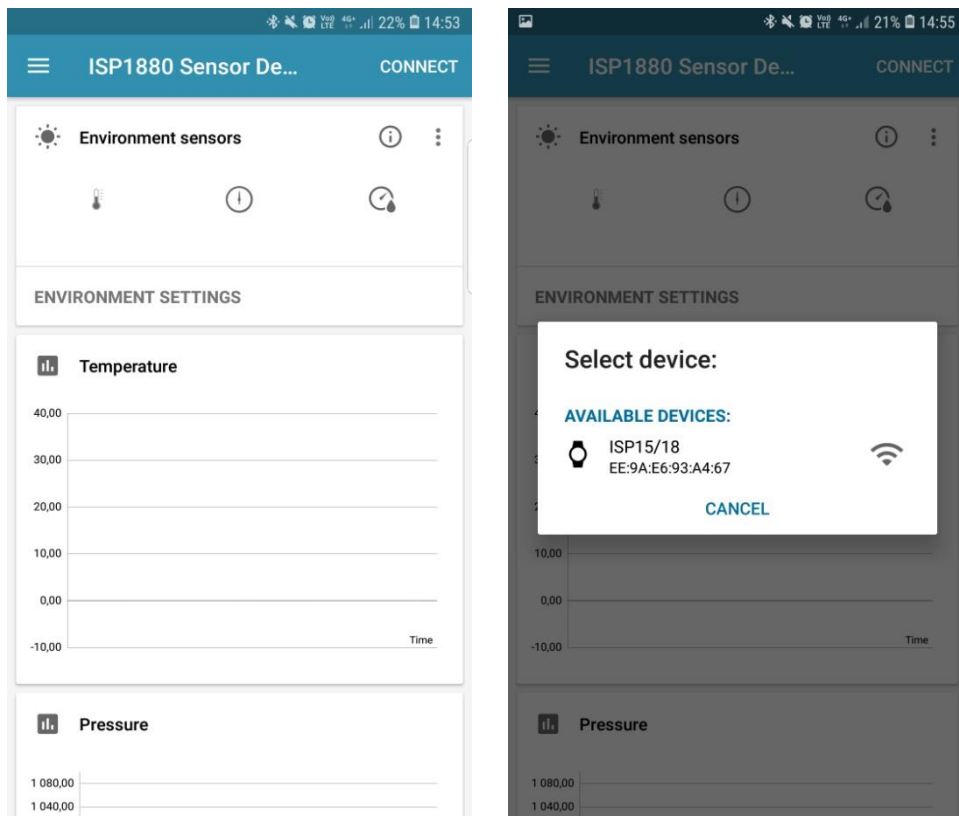 22% 14:53
ISP1880 Sensor De... CONNECT
Environment sensors
ENVIRONMENT SETTINGS
Temperature
40,00
30,00
20,00
10,00
0,00
-10,00
Time
Pressure
1 080,00
1 040,00
21% 14:55
ISP1880 Sensor De... CONNECT
Environment sensors
ENVIRONMENT SETTINGS
Select device:
AVAILABLE DEVICES:
ISP15/18
EE:9A:E6:93:A4:67
CANCEL
10,00
0,00
-10,00
Time
Pressure
1 080,00
1 040,00